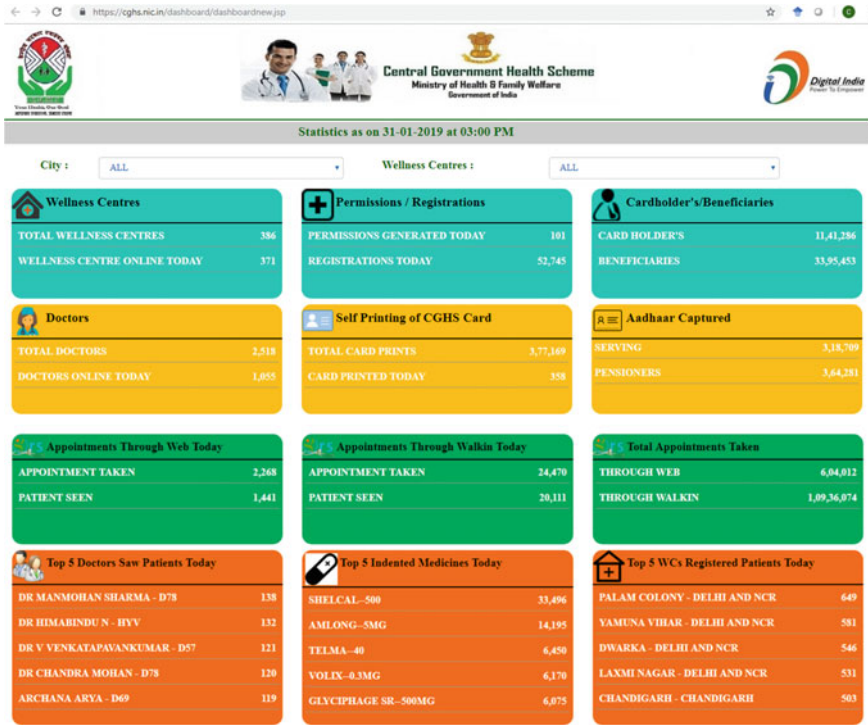 https://cghs.nic.in/dashboard/dashboardnew.jsp
Central Government Health Scheme
Ministry of Health & Family Welfare
Government of India
Digital India
Power To Empower
Statistics as on 31-01-2019 at 03:00 PM
City : ALL Wellness Centres : ALL
Wellness Centres
TOTAL WELLNESS CENTRES 386
WELLNESS CENTRE ONLINE TODAY 371
Permissions / Registrations
PERMISSIONS GENERATED TODAY 101
REGISTRATIONS TODAY 52,745
Cardholder's/Beneficiaries
CARD HOLDER'S 11,41,286
BENEFICIARIES 33,95,453
Doctors
TOTAL DOCTORS 2,518
DOCTORS ONLINE TODAY 1,055
Self Printing of CGHS Card
TOTAL CARD PRINTS 3,77,169
CARD PRINTED TODAY 358
Aadhaar Captured
SERVING 3,18,709
PENSIONERS 3,64,281
Appointments Through Web Today
APPOINTMENT TAKEN 2,268
PATIENT SEEN 1,441
Appointments Through Walkin Today
APPOINTMENT TAKEN 24,470
PATIENT SEEN 20,111
Total Appointments Taken
THROUGH WEB 6,04,012
THROUGH WALKIN 1,09,36,074
Top 5 Doctors Saw Patients Today
DR MANMOHAN SHARMA - D78 138
DR HIMABINDU N - HYV 132
DR V VENKATAPAVANKUMAR - D57 121
DR CHANDRA MOHAN - D78 120
ARCHANA ARYA - D69 119
Top 5 Indented Medicines Today
SHELCAL--500 33,496
AMLONG--5MG 14,195
TELMA--40 6,450
VOLIX--0.3MG 6,170
GLYCIPHAGE SR--500MG 6,075
Top 5 WCs Registered Patients Today
PALAM COLONY - DELHI AND NCR 649
YAMUNA VIHAR - DELHI AND NCR 581
DWARKA - DELHI AND NCR 546
LAXMI NAGAR - DELHI AND NCR 531
CHANDIGARH - CHANDIGARH 503